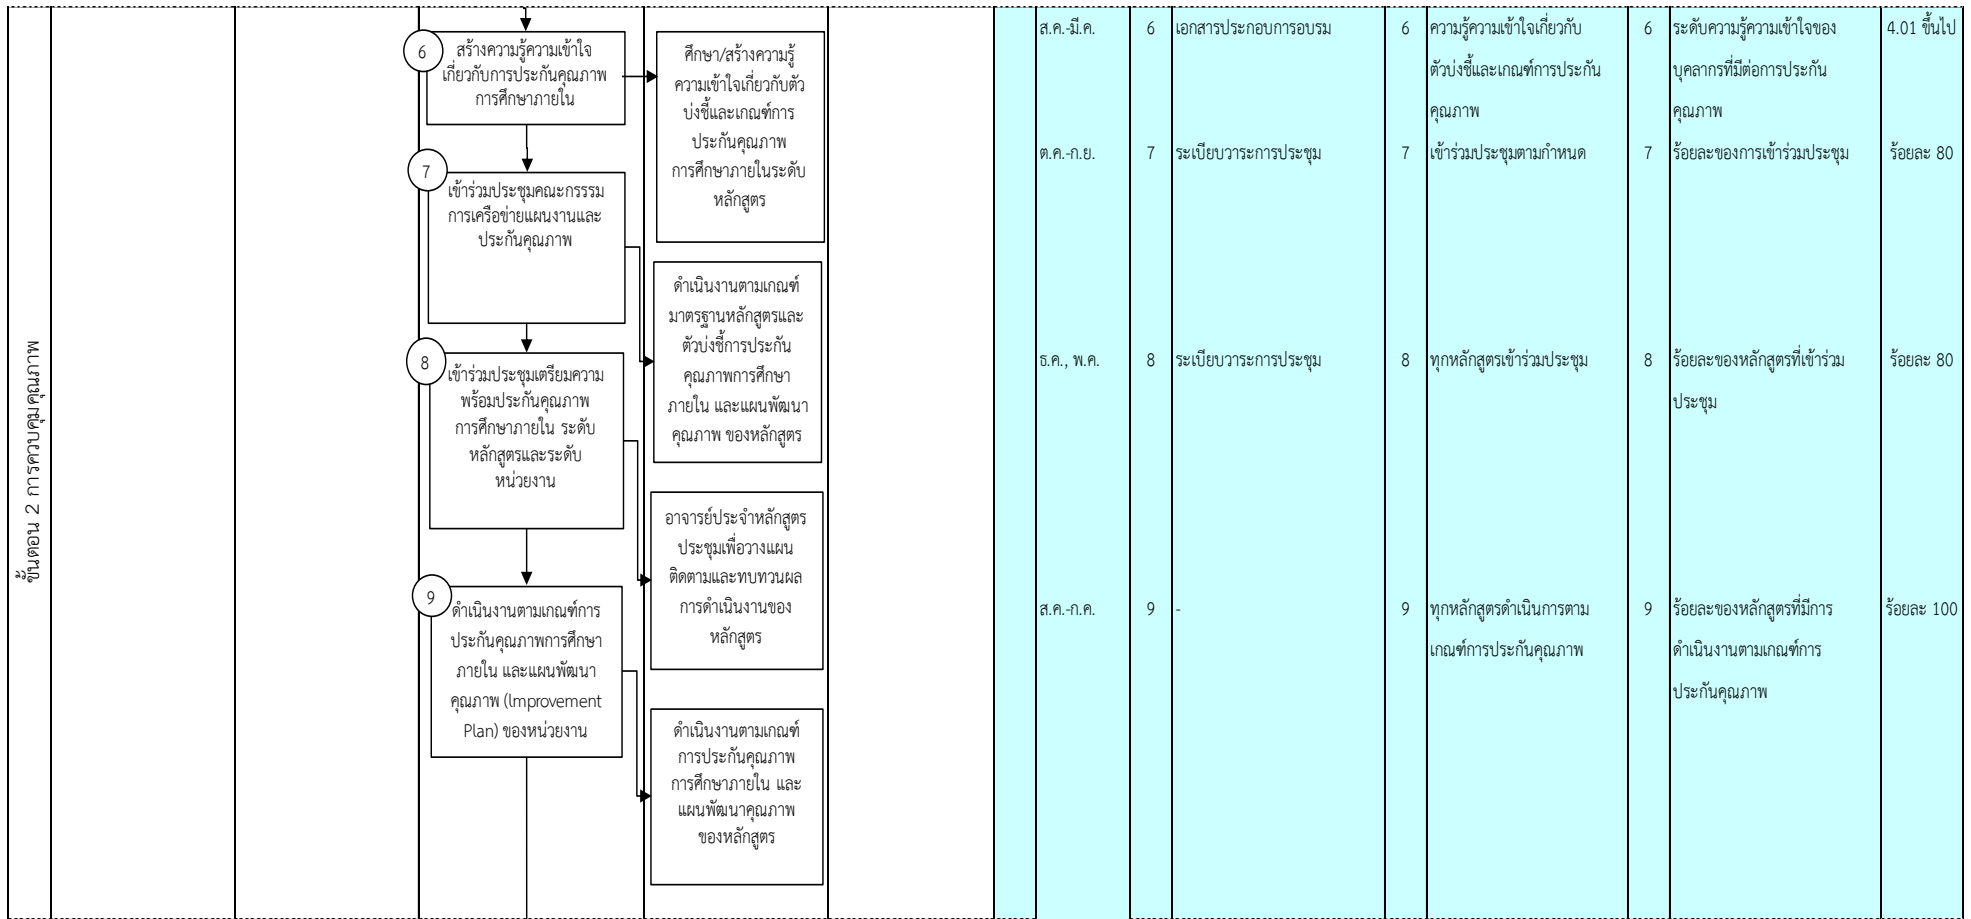 ขั้นตอน 2 การควบคุมคุณภาพ
6
สร้างความรู้ความเข้าใจ
เกี่ยวกับการประกันคุณภาพ
การศึกษาภายใน
7
เข้าร่วมประชุมคณะกรรรม
การเครือข่ายแผนงานและ
ประกันคุณภาพ
8
เข้าร่วมประชุมเตรียมความ
พร้อมประกันคุณภาพ
การศึกษาภายใน ระดับ
หลักสูตรและระดับ
หน่วยงาน
9
ดำเนินงานตามเกณฑ์การ
ประกันคุณภาพการศึกษา
ภายใน และแผนพัฒนา
คุณภาพ (Improvement
Plan) ของหน่วยงาน
ศึกษา/สร้างความรู้
ความเข้าใจเกี่ยวกับตัว
บ่งชี้และเกณฑ์การ
ประกันคุณภาพ
การศึกษาภายในระดับ
หลักสูตร
ดำเนินงานตามเกณฑ์
มาตรฐานหลักสูตรและ
ตัวบ่งชี้การประกัน
คุณภาพการศึกษา
ภายใน และแผนพัฒนา
คุณภาพ ของหลักสูตร
อาจารย์ประจำหลักสูตร
ประชุมเพื่อวางแผน
ติดตามและทบทวนผล
การดำเนินงานของ
หลักสูตร
ดำเนินงานตามเกณฑ์
การประกันคุณภาพ
การศึกษาภายใน และ
แผนพัฒนาคุณภาพ
ของหลักสูตร
ส.ค.-มี.ค. 6 เอกสารประกอบการอบรม 6 ความรู้ความเข้าใจเกี่ยวกับ 6 ระดับความรู้ความเข้าใจของ 4.01 ขึ้นไป
ตัวบ่งชี้และเกณฑ์การประกัน บุคลากรที่มีต่อการประกัน
คุณภาพ คุณภาพ
ต.ค.-ก.ย. 7 ระเบียบวาระการประชุม 7 เข้าร่วมประชุมตามกำหนด 7 ร้อยละของการเข้าร่วมประชุม ร้อยละ 80
ธ.ค., พ.ค. 8 ระเบียบวาระการประชุม 8 ทุกหลักสูตรเข้าร่วมประชุม 8 ร้อยละของหลักสูตรที่เข้าร่วม ร้อยละ 80
ประชุม
ส.ค.-ก.ค. 9 - 9 ทุกหลักสูตรดำเนินการตาม 9 ร้อยละของหลักสูตรที่มีการ ร้อยละ 100
เกณฑ์การประกันคุณภาพ ดำเนินงานตามเกณฑ์การ
ประกันคุณภาพ